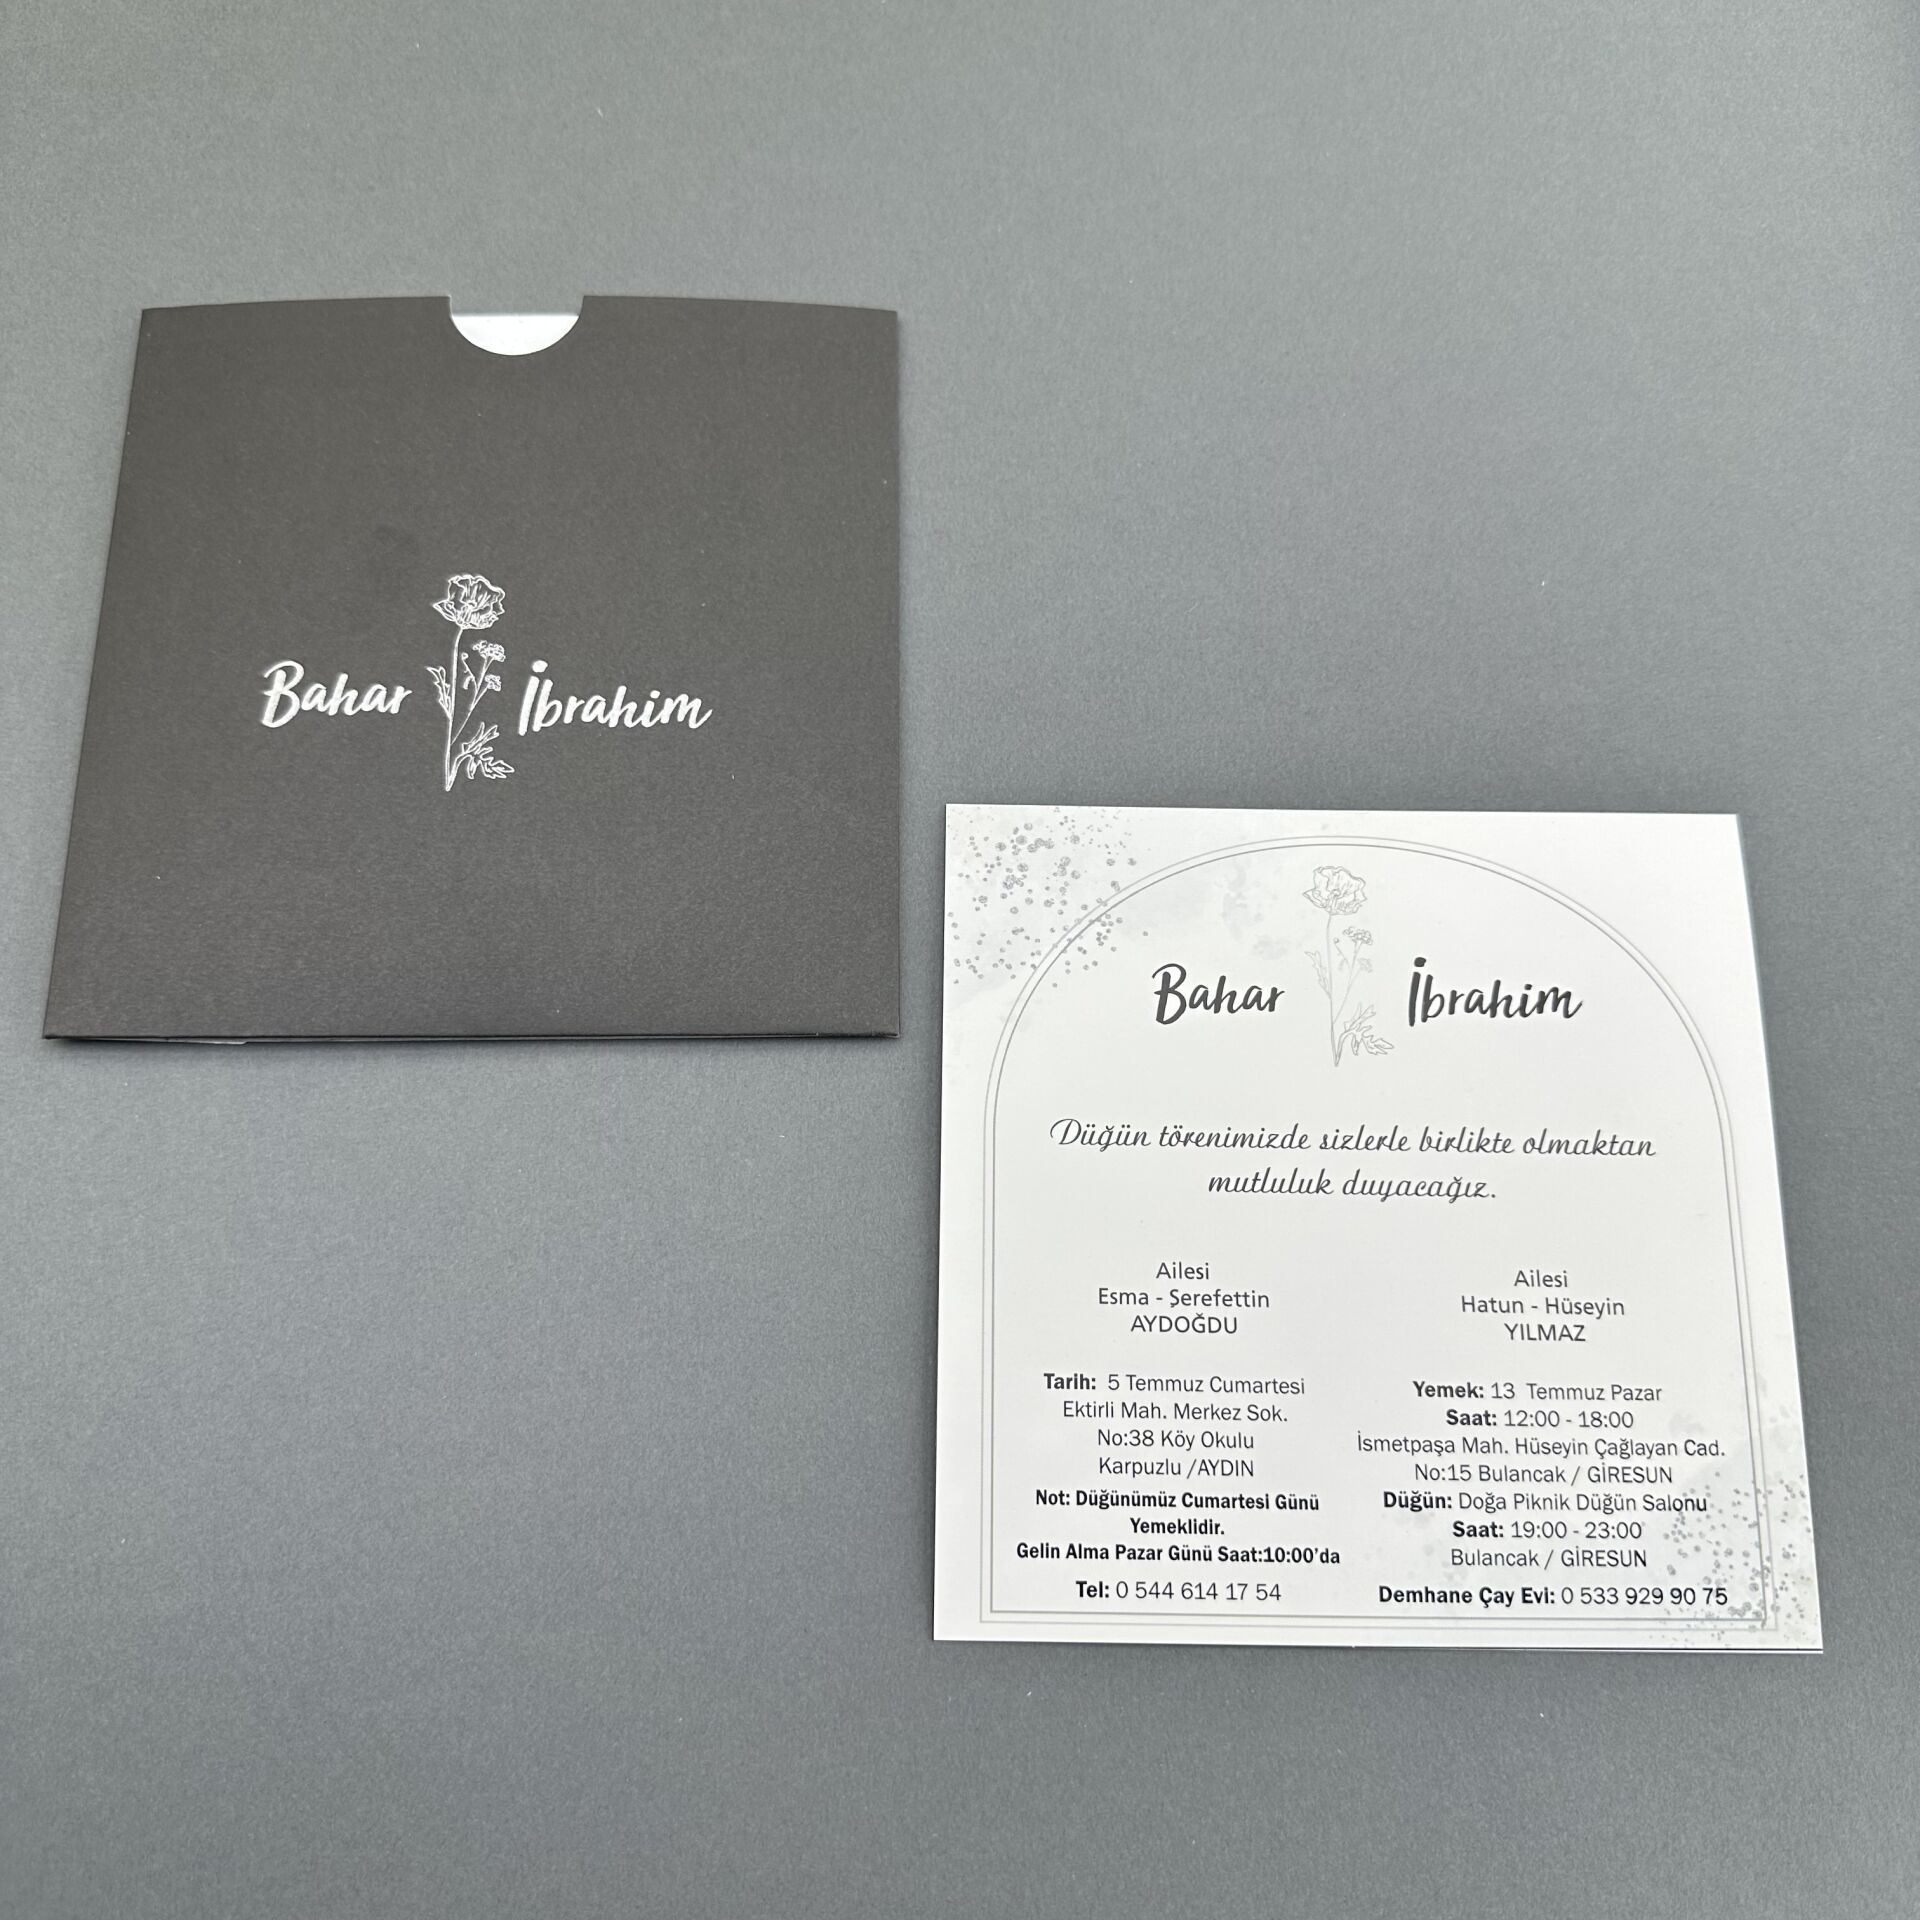 Bahar İbrahim
Bahar İbrahim
Düğün törenimizde sizlerle birlikte olmaktan
mutluluk duyacağız.
Ailesi
Esma - Şerefettin
AYDOĞDU
Tarih: 5 Temmuz Cumartesi
Ektirli Mah. Merkez Sok.
No:38 Köy Okulu
Karpuzlu /AYDIN
Not: Düğünümüz Cumartesi Günü
Yemeklidir.
Gelin Alma Pazar Günü Saat:10:00'da
Tel: 0 544 614 17 54
Ailesi
Hatun - Hüseyin
YILMAZ
Yemek: 13 Temmuz Pazar
Saat: 12:00 - 18:00
İsmetpaşa Mah. Hüseyin Çağlayan Cad.
No:15 Bulancak / GİRESUN
Düğün: Doğa Piknik Düğün Salonu
Saat: 19:00 - 23:00
Bulancak / GİRESUN
Demhane Çay Evi: 0 533 929 90 75